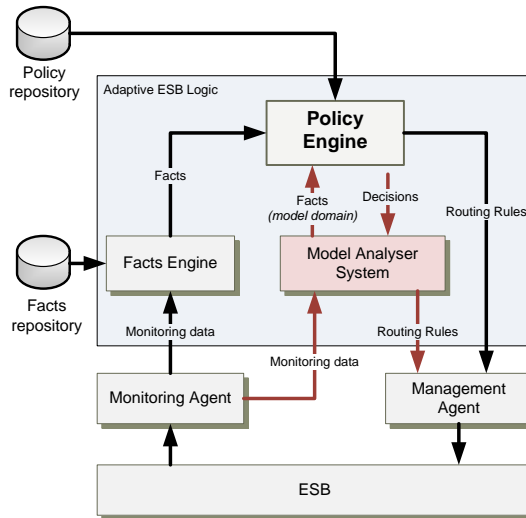 Policy
repository
Adaptive ESB Logic
Policy
Engine
Facts
Facts
(model domain)
Decisions
Routing Rules
Facts Engine
Model Analyser
System
Facts
repository
Monitoring data
Monitoring data
Routing Rules
Monitoring Agent
Management
Agent
ESB